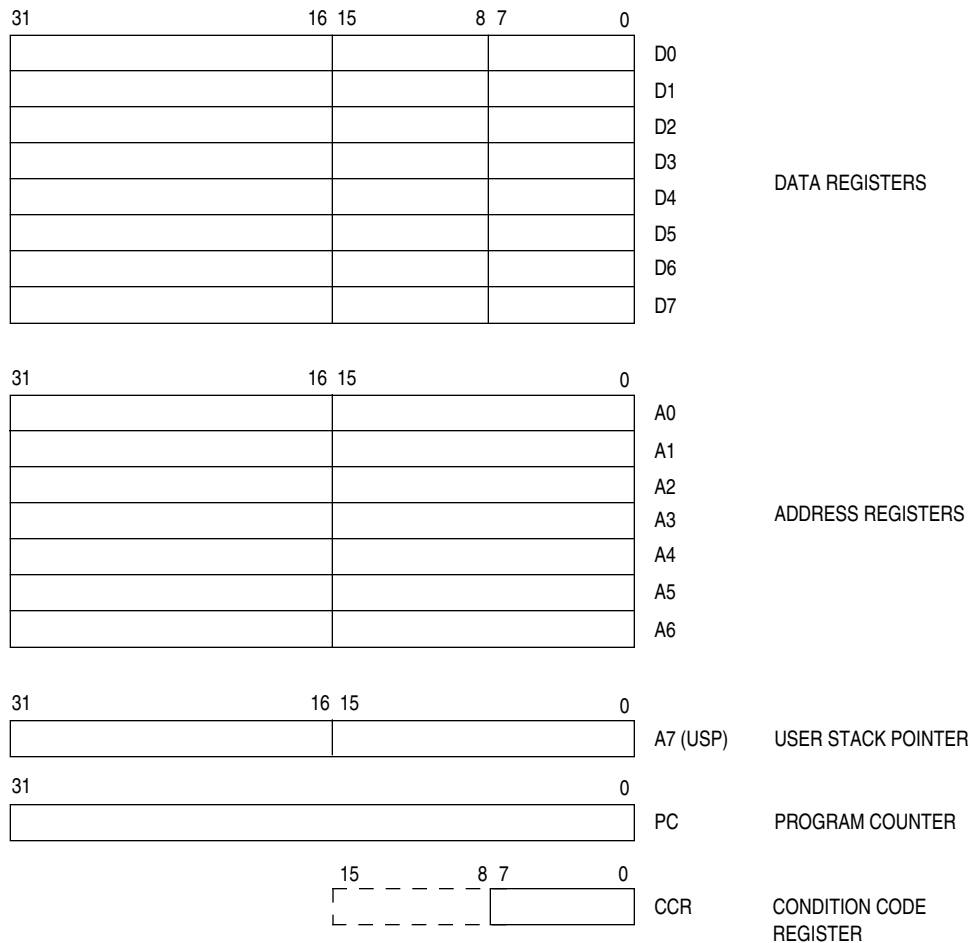 31 16 15 8 7 0
D0
D1
D2
D3
D4
D5
D6
D7
DATA REGISTERS
31 16 15 0
A0
A1
A2
A3
A4
A5
A6
ADDRESS REGISTERS
31 16 15 0
A7 (USP) USER STACK POINTER
31 0
PC PROGRAM COUNTER
15 8 7 0
CCR CONDITION CODE
REGISTER